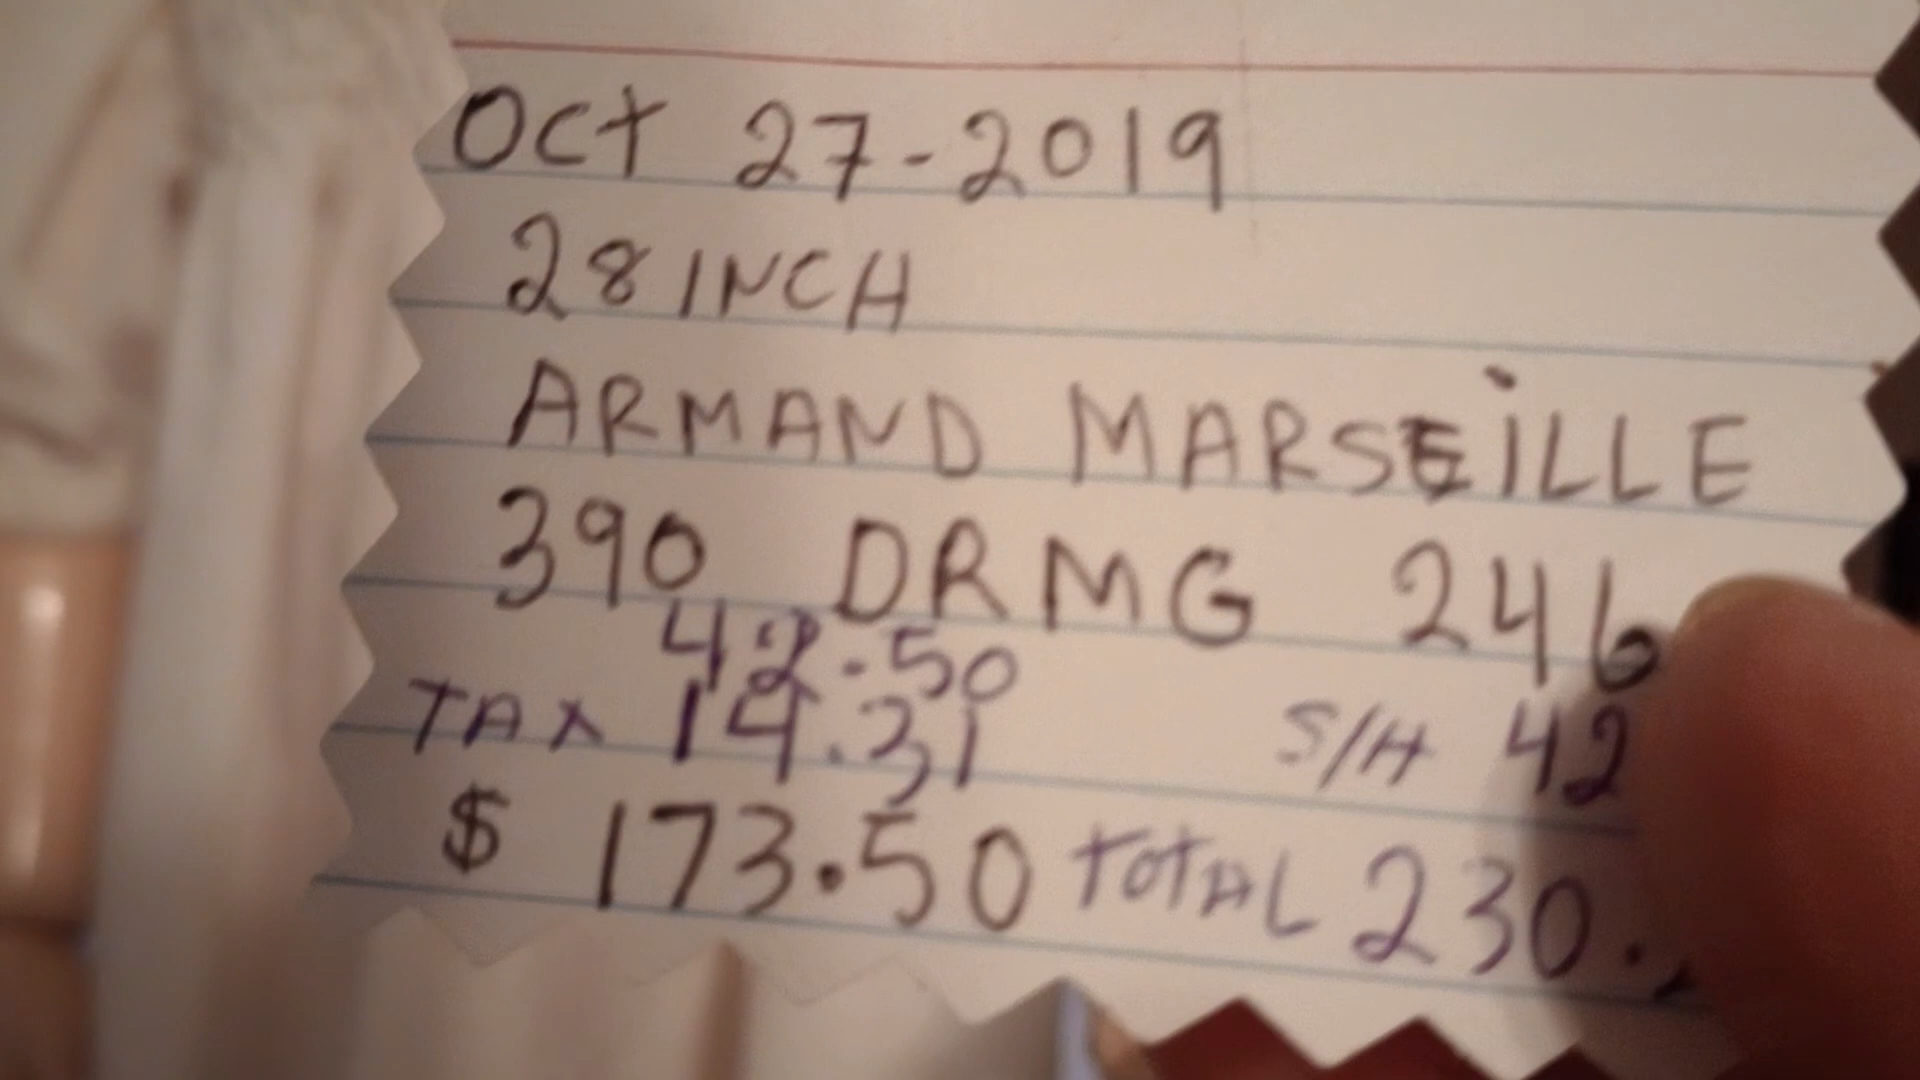 OCT 27-2019
28 INCH
ARMAND MARSEILLE
390 DRMG 246
42.50
TAX 14.31 S/H 42
$ 173.50 TOTAL 230.